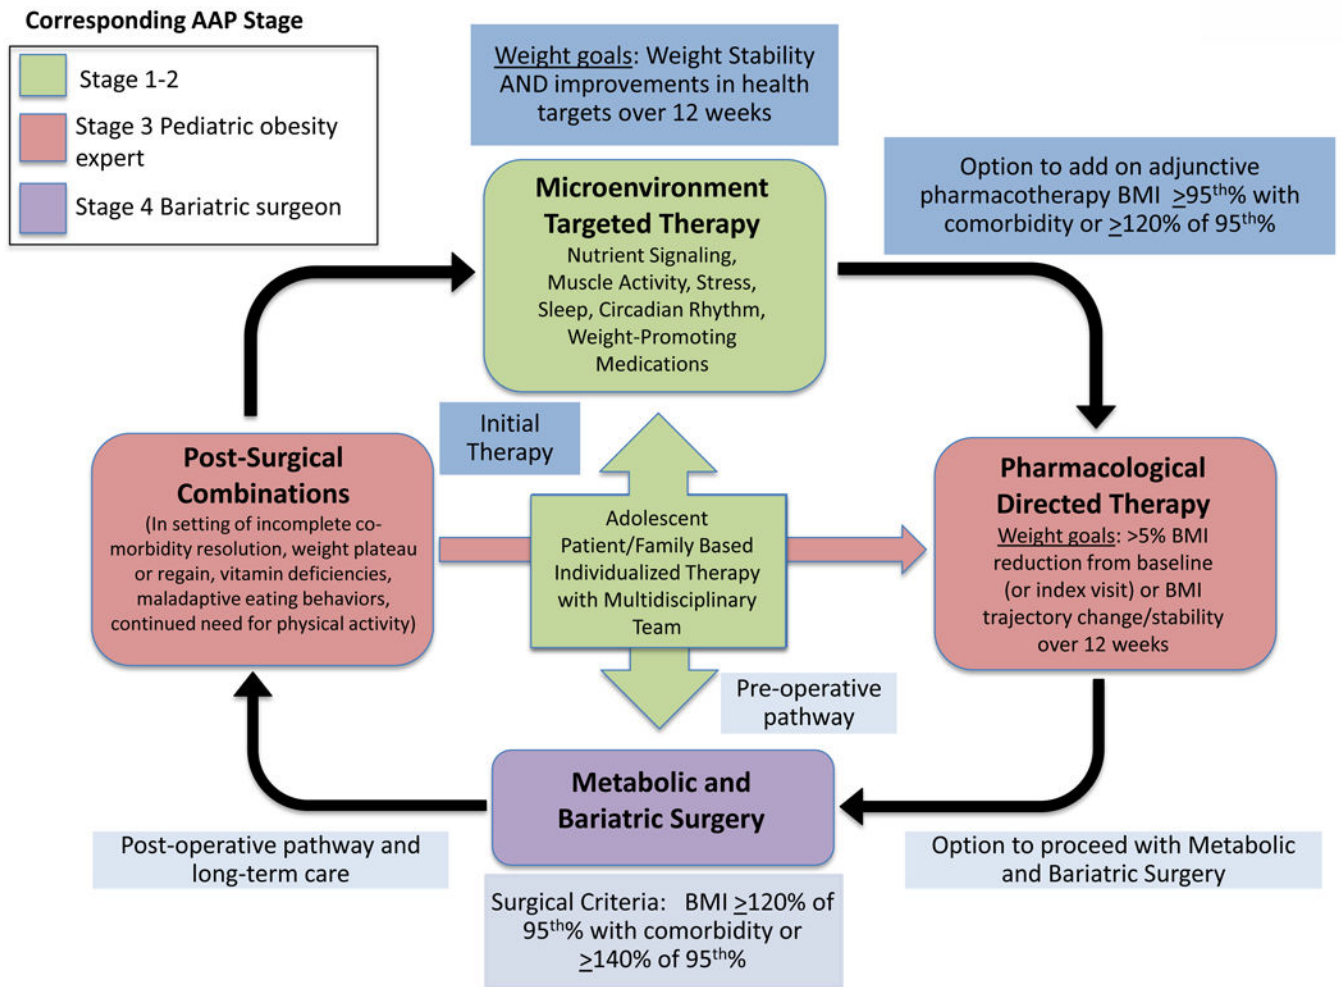 Corresponding AAP Stage
Stage 1-2
Stage 3 Pediatric obesity
expert
Stage 4 Bariatric surgeon
Weight goals: Weight Stability
AND improvements in health
targets over 12 weeks
Microenvironment
Targeted Therapy
Nutrient Signaling,
Muscle Activity, Stress,
Sleep, Circadian Rhythm,
Weight-Promoting
Medications
Option to add on adjunctive
pharmacotherapy BMI ≥95th% with
comorbidity or ≥120% of 95th%
Initial
Therapy
Post-Surgical
Combinations
(In setting of incomplete co-
morbidity resolution, weight plateau
or regain, vitamin deficiencies,
maladaptive eating behaviors,
continued need for physical activity)
Adolescent
Patient/Family Based
Individualized Therapy
with Multidisciplinary
Team
Pharmacological
Directed Therapy
Weight goals: >5% BMI
reduction from baseline
(or index visit) or BMI
trajectory change/stability
over 12 weeks
Pre-operative
pathway
Metabolic and
Bariatric Surgery
Post-operative pathway and
long-term care
Option to proceed with Metabolic
and Bariatric Surgery
Surgical Criteria: BMI ≥120% of
95th% with comorbidity or
≥140% of 95th%